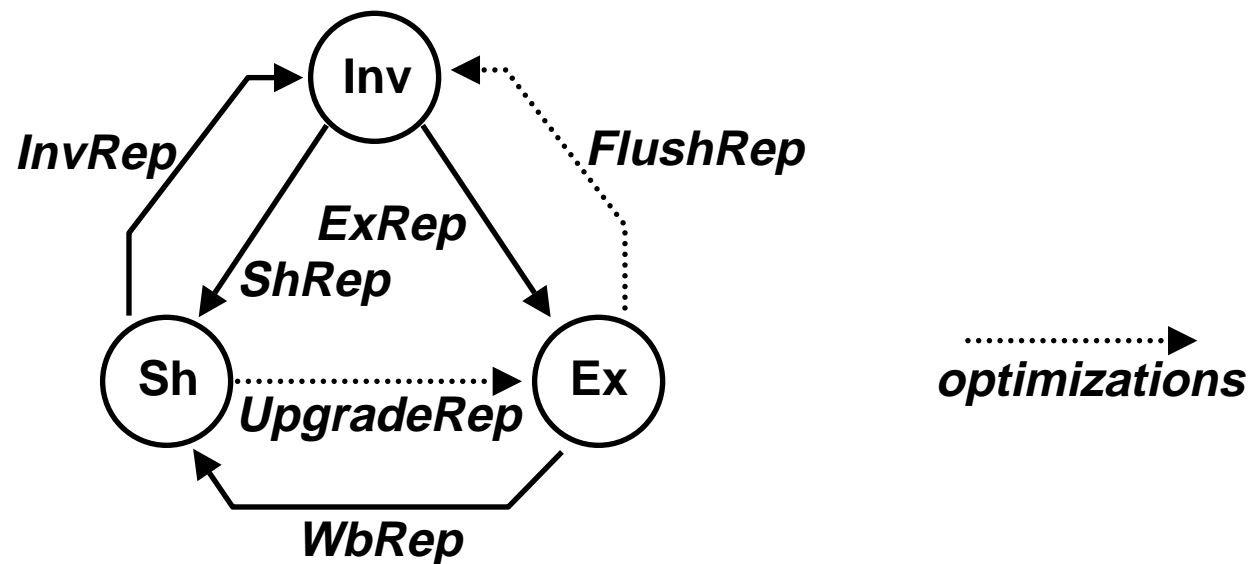 Inv
InvRep
FlushRep
ExRep
ShRep
Sh
Ex
UpgradeRep
optimizations
WbRep